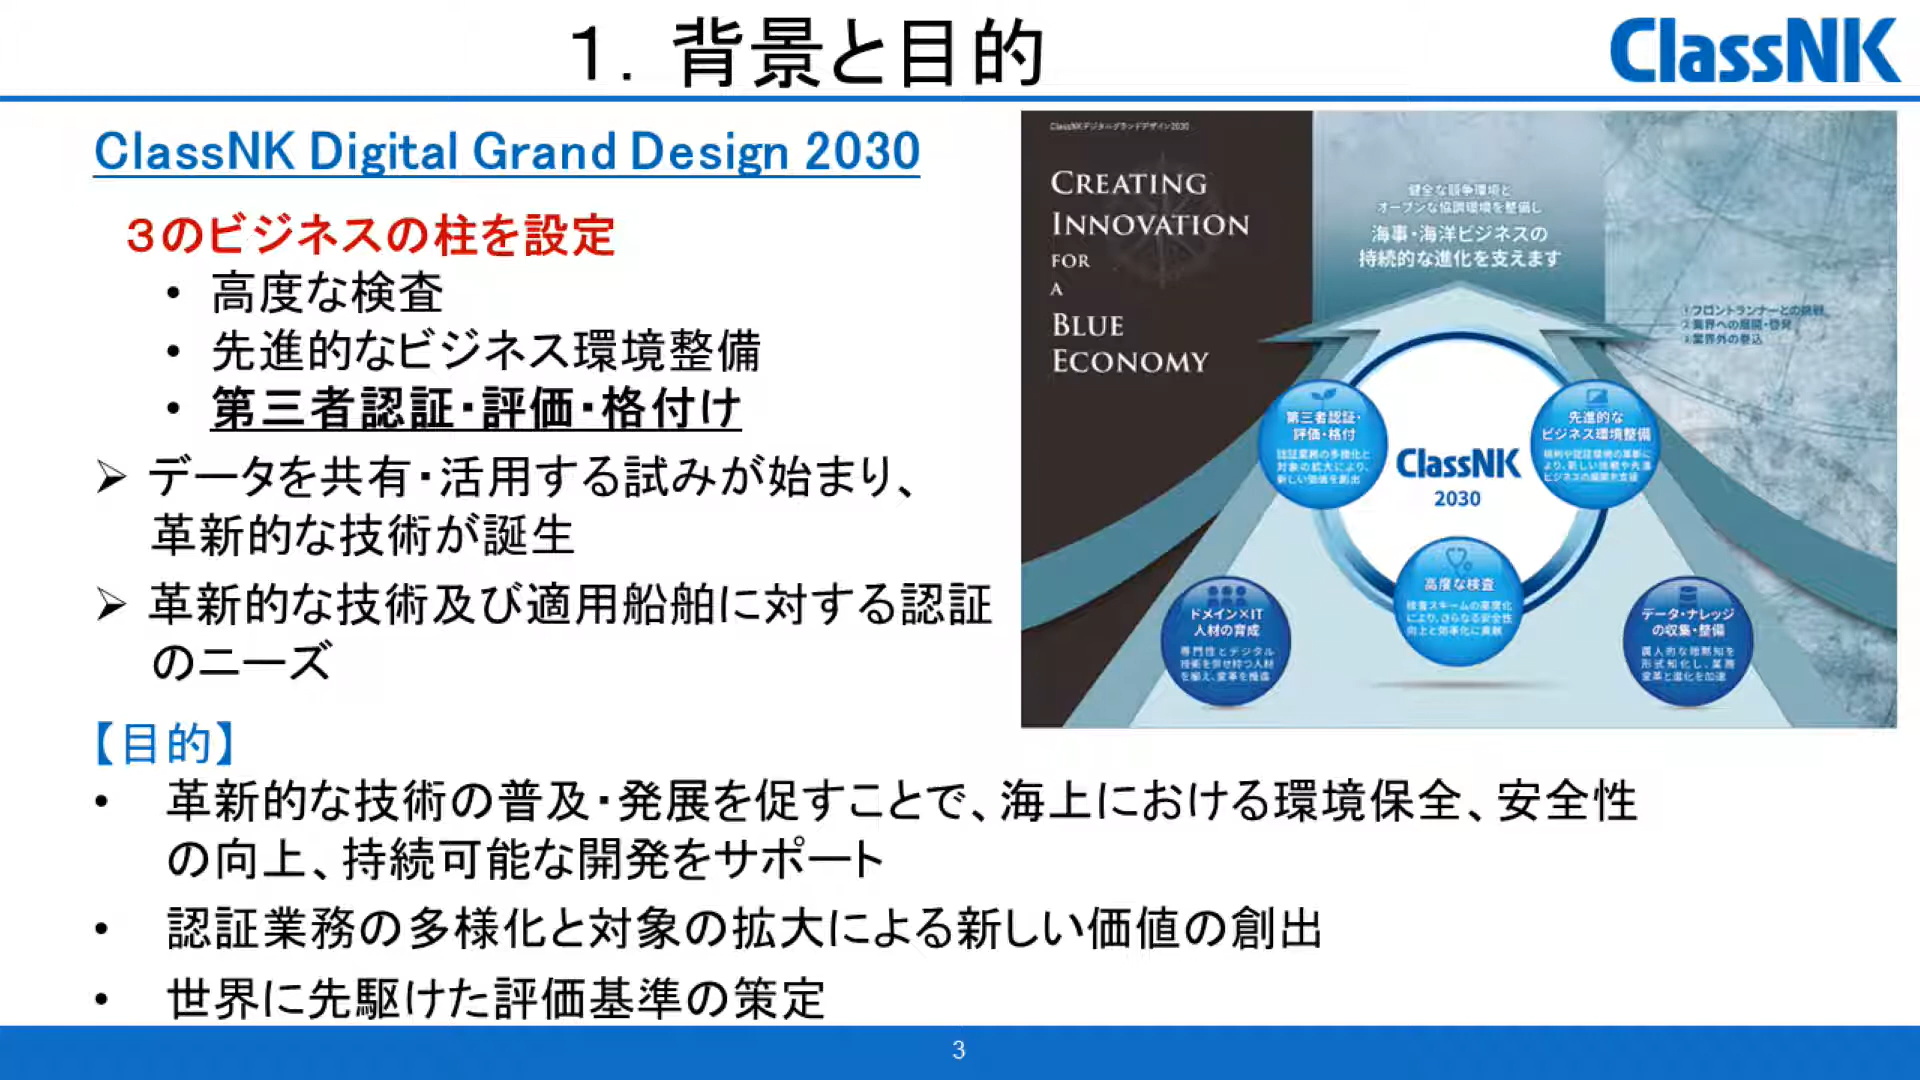 １．背景と目的
ClassNK
ClassNK Digital Grand Design 2030
３のビジネスの柱を設定
• 高度な検査
• 先進的なビジネス環境整備
• 第三者認証・評価・格付け
➢ データを共有・活用する試みが始まり、
革新的な技術が誕生
➢ 革新的な技術及び適用船舶に対する認証
のニーズ
【目的】
• 革新的な技術の普及・発展を促すことで、海上における環境保全、安全性
の向上、持続可能な開発をサポート
• 認証業務の多様化と対象の拡大による新しい価値の創出
• 世界に先駆けた評価基準の策定
ClassNKデジタルグランドデザイン2030
CREATING
INNOVATION
FOR
A
BLUE
ECONOMY
健全な競争環境と
オープンな協調環境を整備し
海事・海洋ビジネスの
持続的な進化を支えます
①フロントランナーとの挑戦
②業界への展開・啓発
③業界外の巻込
第三者認証・
評価・格付
認証業務の多様化と
対象の拡大により、
新しい価値を創出
先進的な
ビジネス環境整備
より、新しい技術や先進
ビジネスの展開を支援
ClassNK
2030
高度な検査
検査スキームの高度化
により、さらなる安全性
向上と効率化に貢献
ドメイン×IT
人材の育成
専門性とデジタル
技術を併せ持つ人材
を揃え、変革を推進
データ・ナレッジ
の収集・整備
属人的な暗黙知を
形式知化し、業務
変革と進化を加速
3